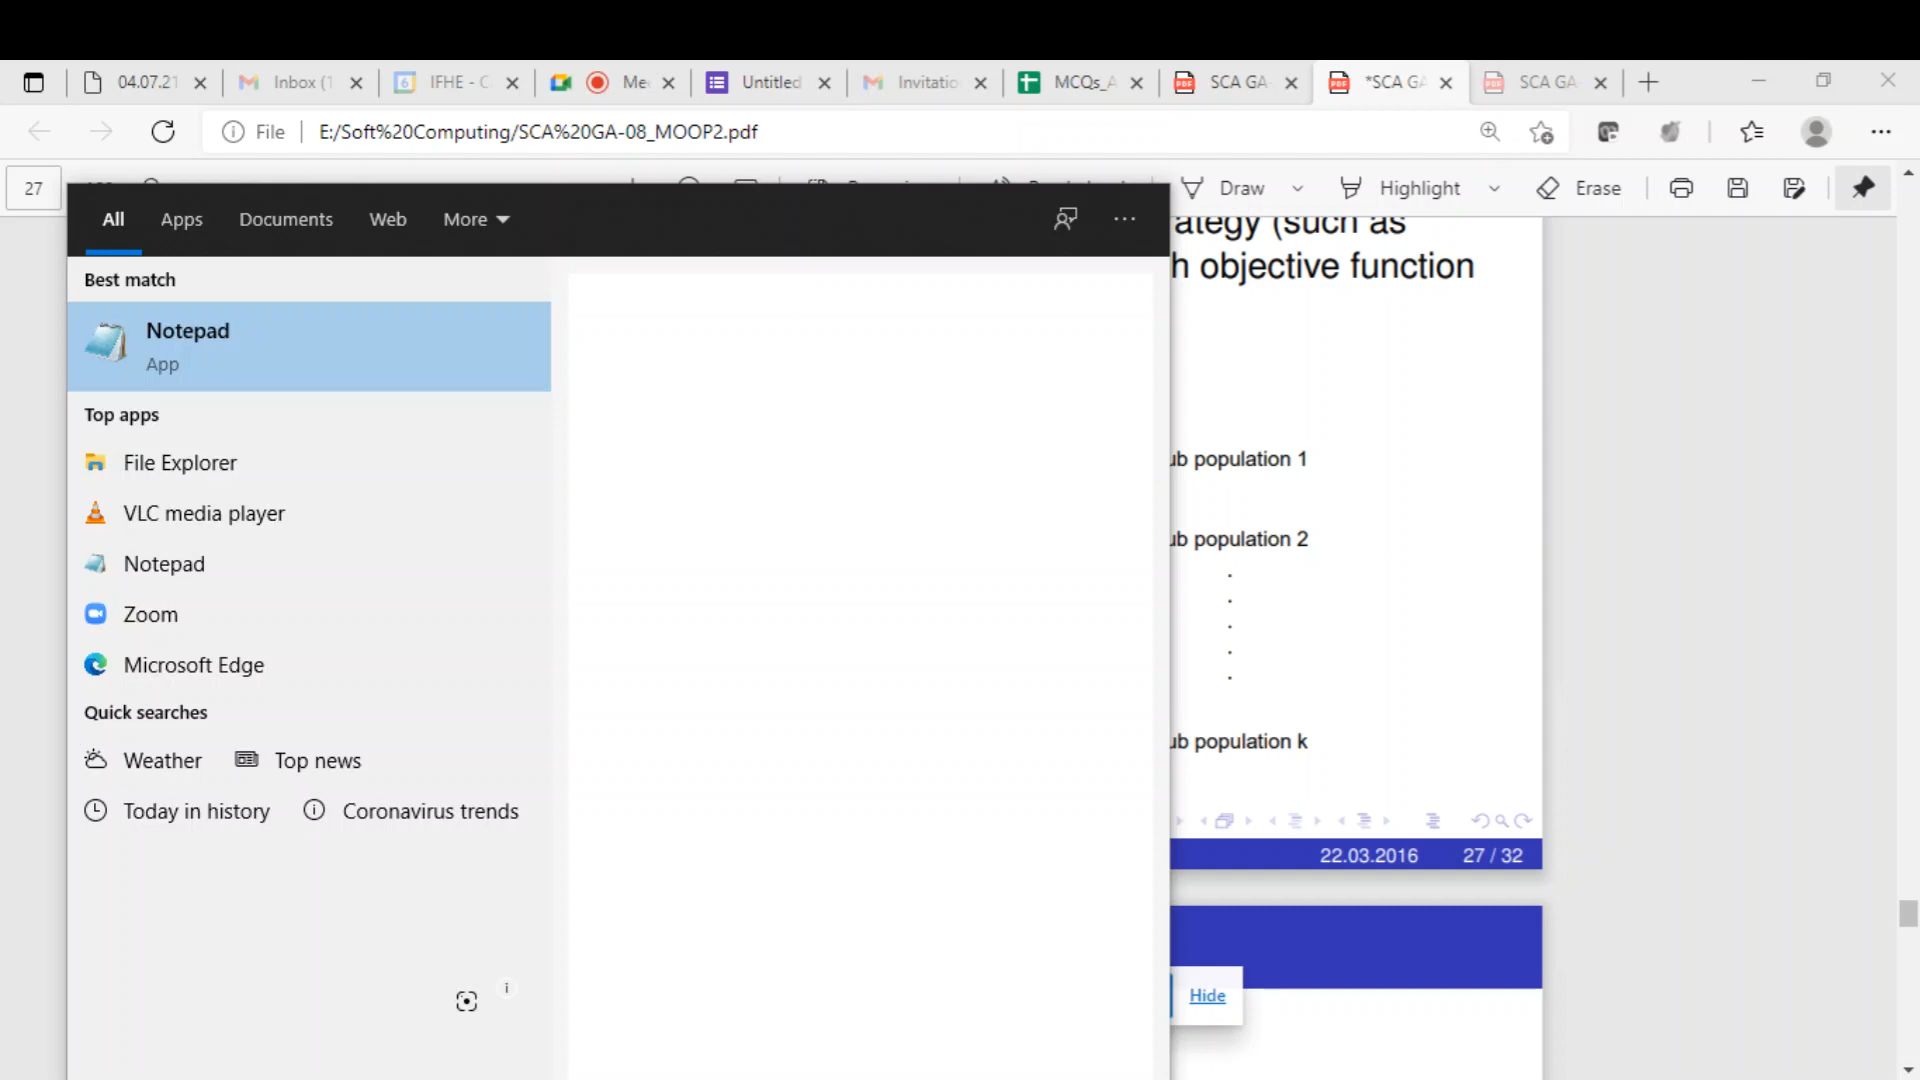 04.07.21
Inbox (1
6
IFHE - C
Me
Untitled
Invitatio
MCQs_A
SCA GA-
*SCA GA
SCA GA
File
E:/Soft%20Computing/SCA%20GA-08_MOOP2.pdf
27
Draw
Highlight
Erase
All
Apps
Documents
Web
More
ategy (such as
h objective function
Best match
Notepad
App
Top apps
File Explorer
VLC media player
Notepad
Zoom
Microsoft Edge
Quick searches
Weather
Top news
Today in history
Coronavirus trends
ub population 1
ub population 2
ub population k
22.03.2016
27 / 32
Hide